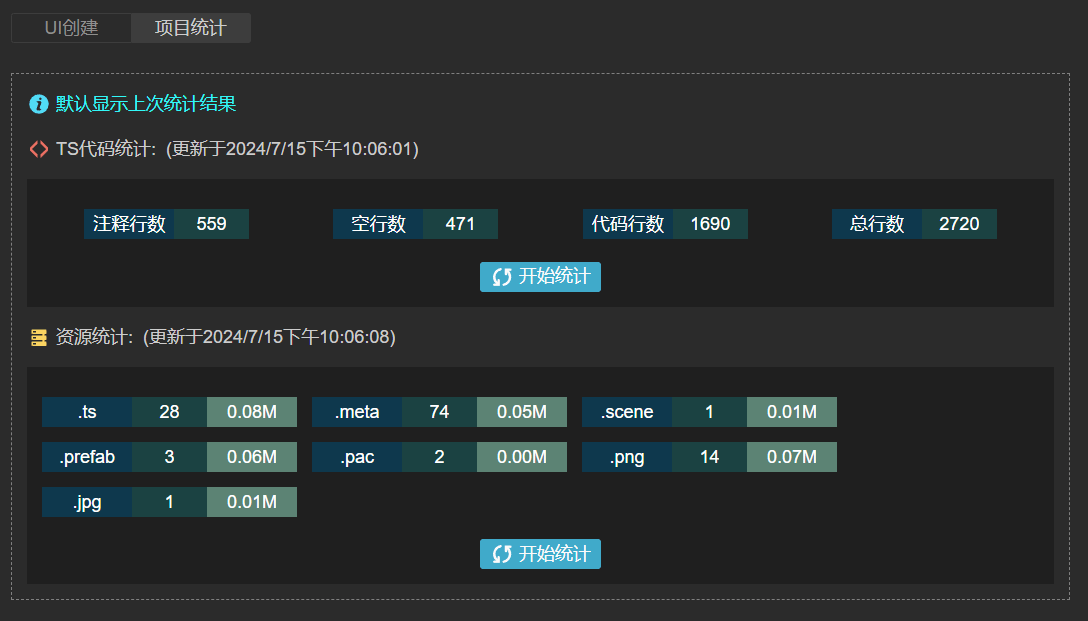 UI创建 项目统计
默认显示上次统计结果
TS代码统计: (更新于2024/7/15下午10:06:01)
注释行数 559 空行数 471 代码行数 1690 总行数 2720
开始统计
资源统计: (更新于2024/7/15下午10:06:08)
.ts 28 0.08M .meta 74 0.05M .scene 1 0.01M
.prefab 3 0.06M .pac 2 0.00M .png 14 0.07M
.jpg 1 0.01M
开始统计